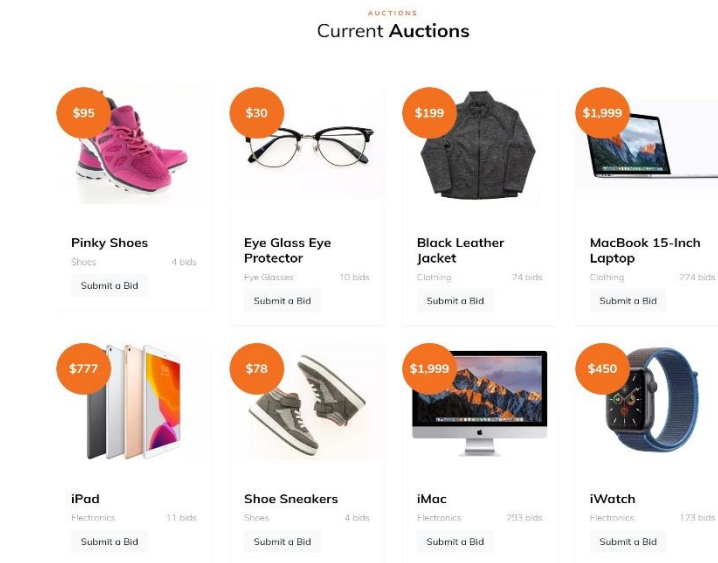 AUCTIONS
Current Auctions
$95
$30
$199
$1,999
Pinky Shoes
Shoes
4 bids
Submit a Bid
Eye Glass Eye
Protector
Eye Glasses
10 bids
Submit a Bid
Black Leather
Jacket
Clothing
74 bids
Submit a Bid
MacBook 15-Inch
Laptop
Clothing
274 bids
Submit a Bid
$777
$78
$1,999
$450
iPad
Electronics
11 bids
Submit a Bid
Shoe Sneakers
Shoes
4 bids
Submit a Bid
iMac
Electronics
293 bids
Submit a Bid
iWatch
Electronics
123 bids
Submit a Bid